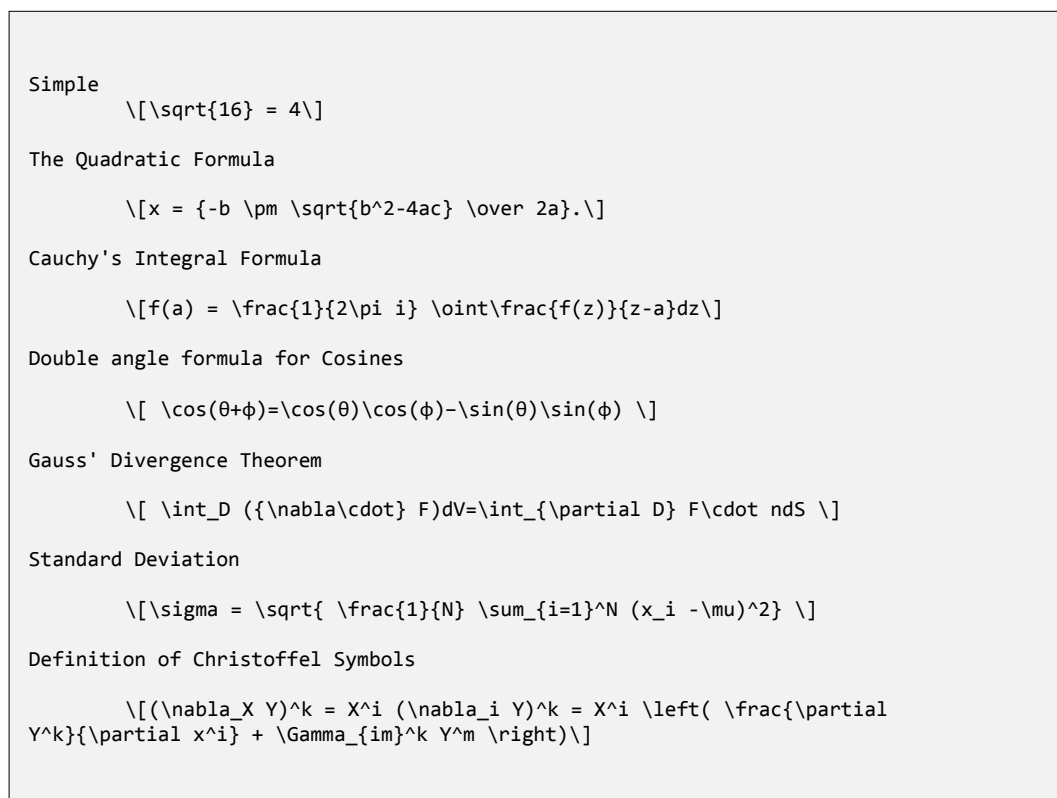 Simple
\[\sqrt{16} = 4\]
The Quadratic Formula
\[x = {-b \pm \sqrt{b^2-4ac} \over 2a}.\]
Cauchy's Integral Formula
\[f(a) = \frac{1}{2\pi i} \oint\frac{f(z)}{z-a}dz\]
Double angle formula for Cosines
\[ \cos(θ+φ)=\cos(θ)\cos(φ)−\sin(θ)\sin(φ) \]
Gauss' Divergence Theorem
\[ \int_D ({\nabla\cdot} F)dV=\int_{\partial D} F\cdot ndS \]
Standard Deviation
\[\sigma = \sqrt{ \frac{1}{N} \sum_{i=1}^N (x_i -\mu)^2} \]
Definition of Christoffel Symbols
\[(\nabla_X Y)^k = X^i (\nabla_i Y)^k = X^i \left( \frac{\partial
Y^k}{\partial x^i} + \Gamma_{im}^k Y^m \right)\]